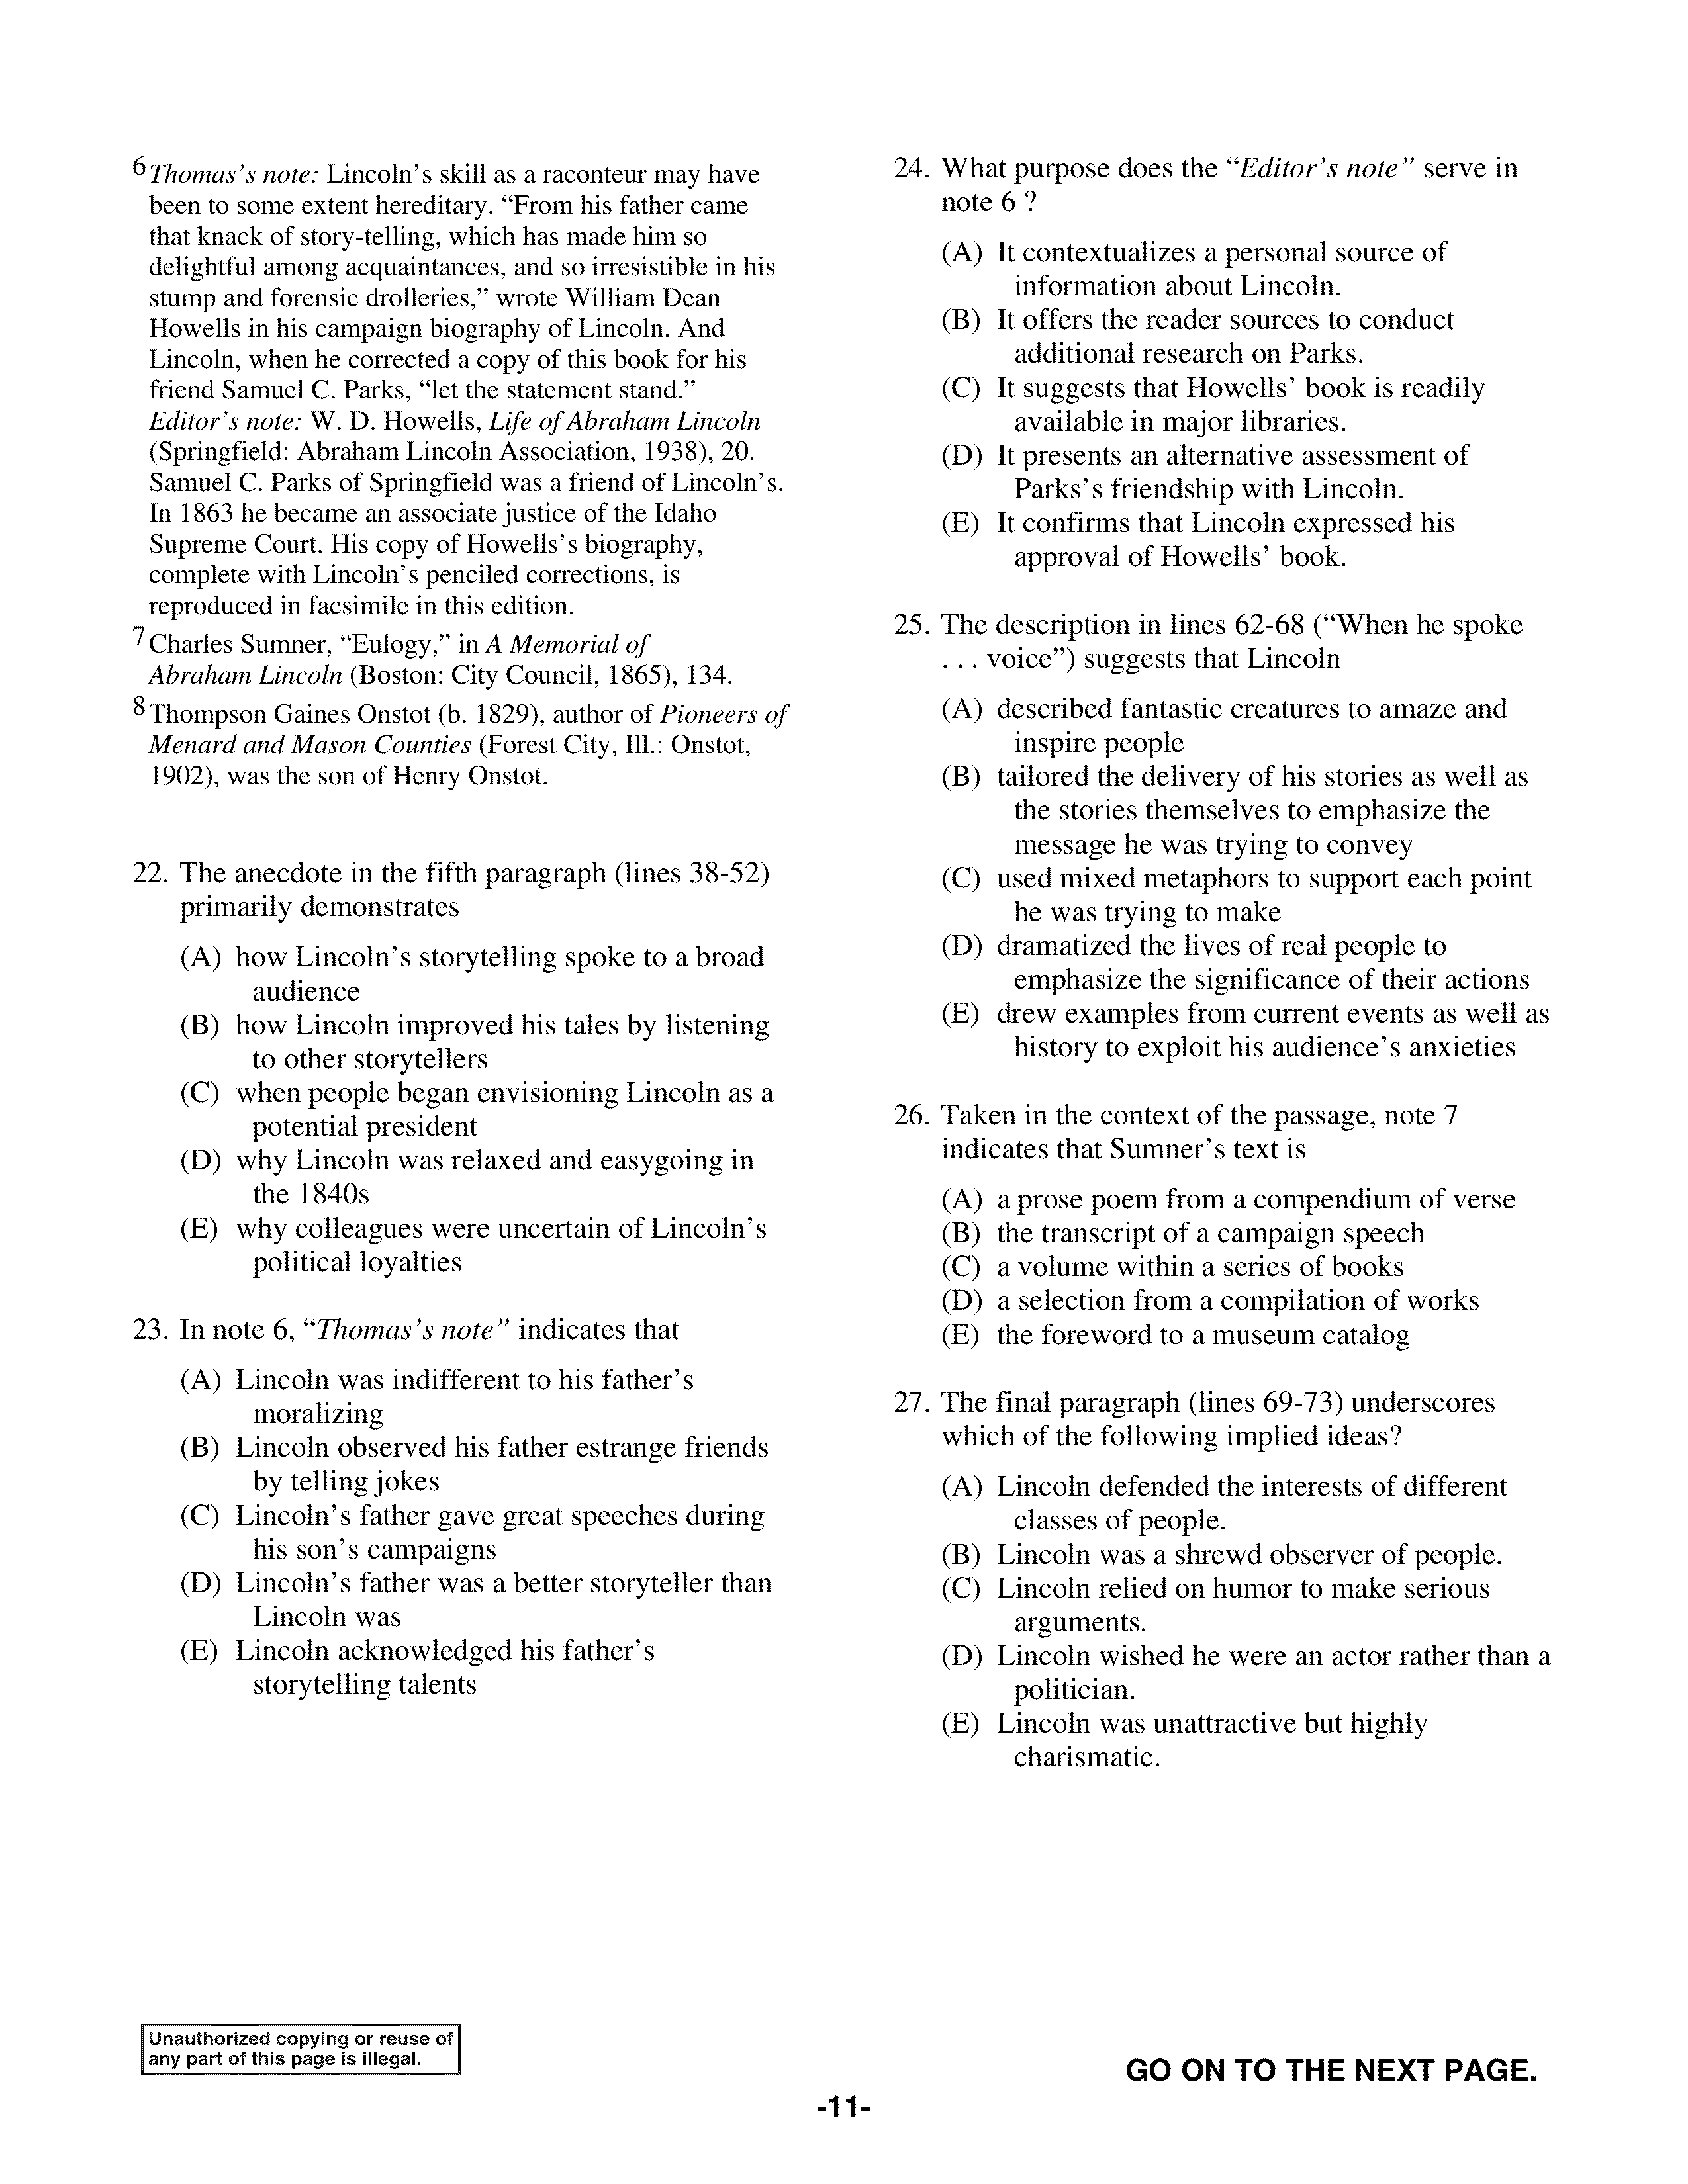 6 Thomas's note: Lincoln's skill as a raconteur may have
been to some extent hereditary. “From his father came
that knack of story-telling, which has made him so
delightful among acquaintances, and so irresistible in his
stump and forensic drolleries,” wrote William Dean
Howells in his campaign biography of Lincoln. And
Lincoln, when he corrected a copy of this book for his
friend Samuel C. Parks, “let the statement stand.”
Editor's note: W. D. Howells, Life of Abraham Lincoln
(Springfield: Abraham Lincoln Association, 1938), 20.
Samuel C. Parks of Springfield was a friend of Lincoln's.
In 1863 he became an associate justice of the Idaho
Supreme Court. His copy of Howells's biography,
complete with Lincoln's penciled corrections, is
reproduced in facsimile in this edition.
7 Charles Sumner, “Eulogy,” in A Memorial of
Abraham Lincoln (Boston: City Council, 1865), 134.
8 Thompson Gaines Onstot (b. 1829), author of Pioneers of
Menard and Mason Counties (Forest City, Ill.: Onstot,
1902), was the son of Henry Onstot.
22. The anecdote in the fifth paragraph (lines 38-52)
primarily demonstrates
(A) how Lincoln's storytelling spoke to a broad
audience
(B) how Lincoln improved his tales by listening
to other storytellers
(C) when people began envisioning Lincoln as a
potential president
(D) why Lincoln was relaxed and easygoing in
the 1840s
(E) why colleagues were uncertain of Lincoln's
political loyalties
23. In note 6, “Thomas's note” indicates that
(A) Lincoln was indifferent to his father's
moralizing
(B) Lincoln observed his father estrange friends
by telling jokes
(C) Lincoln's father gave great speeches during
his son's campaigns
(D) Lincoln's father was a better storyteller than
Lincoln was
(E) Lincoln acknowledged his father's
storytelling talents
24. What purpose does the “Editor's note” serve in
note 6 ?
(A) It contextualizes a personal source of
information about Lincoln.
(B) It offers the reader sources to conduct
additional research on Parks.
(C) It suggests that Howells' book is readily
available in major libraries.
(D) It presents an alternative assessment of
Parks's friendship with Lincoln.
(E) It confirms that Lincoln expressed his
approval of Howells' book.
25. The description in lines 62-68 (“When he spoke
. . . voice”) suggests that Lincoln
(A) described fantastic creatures to amaze and
inspire people
(B) tailored the delivery of his stories as well as
the stories themselves to emphasize the
message he was trying to convey
(C) used mixed metaphors to support each point
he was trying to make
(D) dramatized the lives of real people to
emphasize the significance of their actions
(E) drew examples from current events as well as
history to exploit his audience's anxieties
26. Taken in the context of the passage, note 7
indicates that Sumner's text is
(A) a prose poem from a compendium of verse
(B) the transcript of a campaign speech
(C) a volume within a series of books
(D) a selection from a compilation of works
(E) the foreword to a museum catalog
27. The final paragraph (lines 69-73) underscores
which of the following implied ideas?
(A) Lincoln defended the interests of different
classes of people.
(B) Lincoln was a shrewd observer of people.
(C) Lincoln relied on humor to make serious
arguments.
(D) Lincoln wished he were an actor rather than a
politician.
(E) Lincoln was unattractive but highly
charismatic.
Unauthorized copying or reuse of
any part of this page is illegal.
GO ON TO THE NEXT PAGE.
-11-